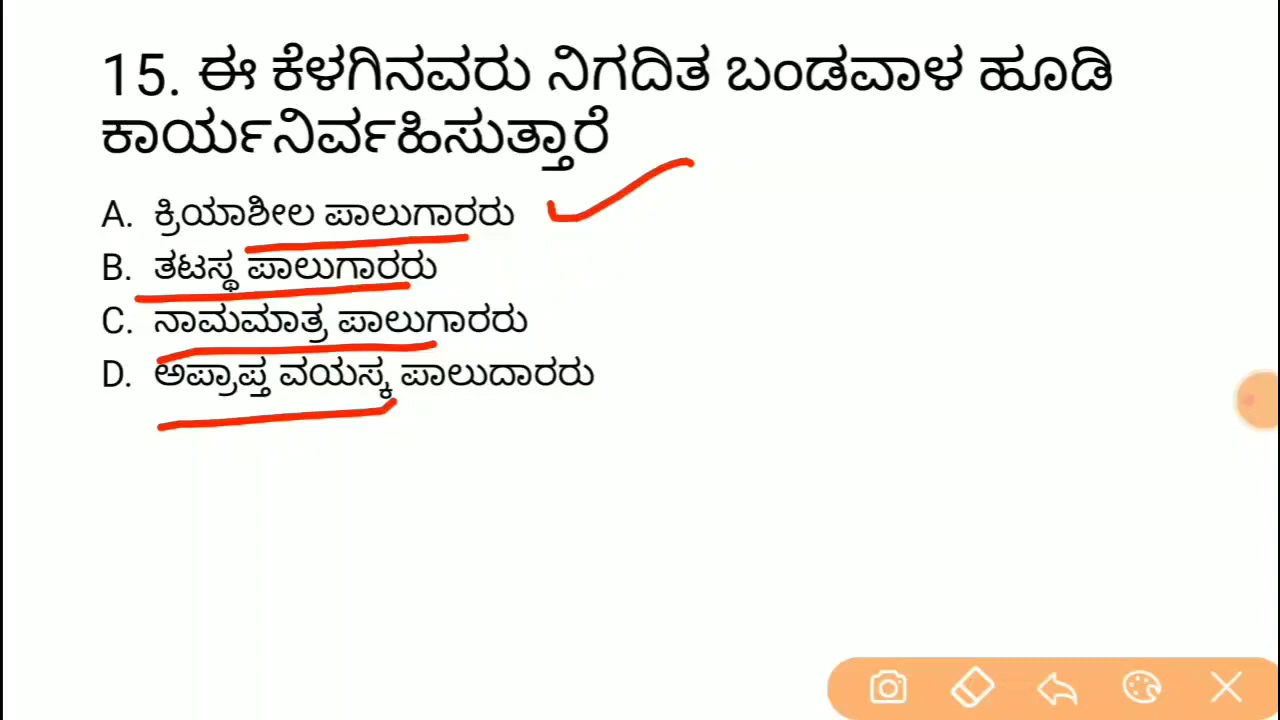 15. ಈ ಕೆಳಗಿನವರು ನಿಗದಿತ ಬಂಡವಾಳ ಹೂಡಿ
ಕಾರ್ಯನಿರ್ವಹಿಸುತ್ತಾರೆ
A. ಕ್ರಿಯಾಶೀಲ ಪಾಲುಗಾರರು
B. ತಟಸ್ಥ ಪಾಲುಗಾರರು
C. ನಾಮಮಾತ್ರ ಪಾಲುಗಾರರು
D. ಅಪ್ರಾಪ್ತ ವಯಸ್ಕ ಪಾಲುದಾರರು